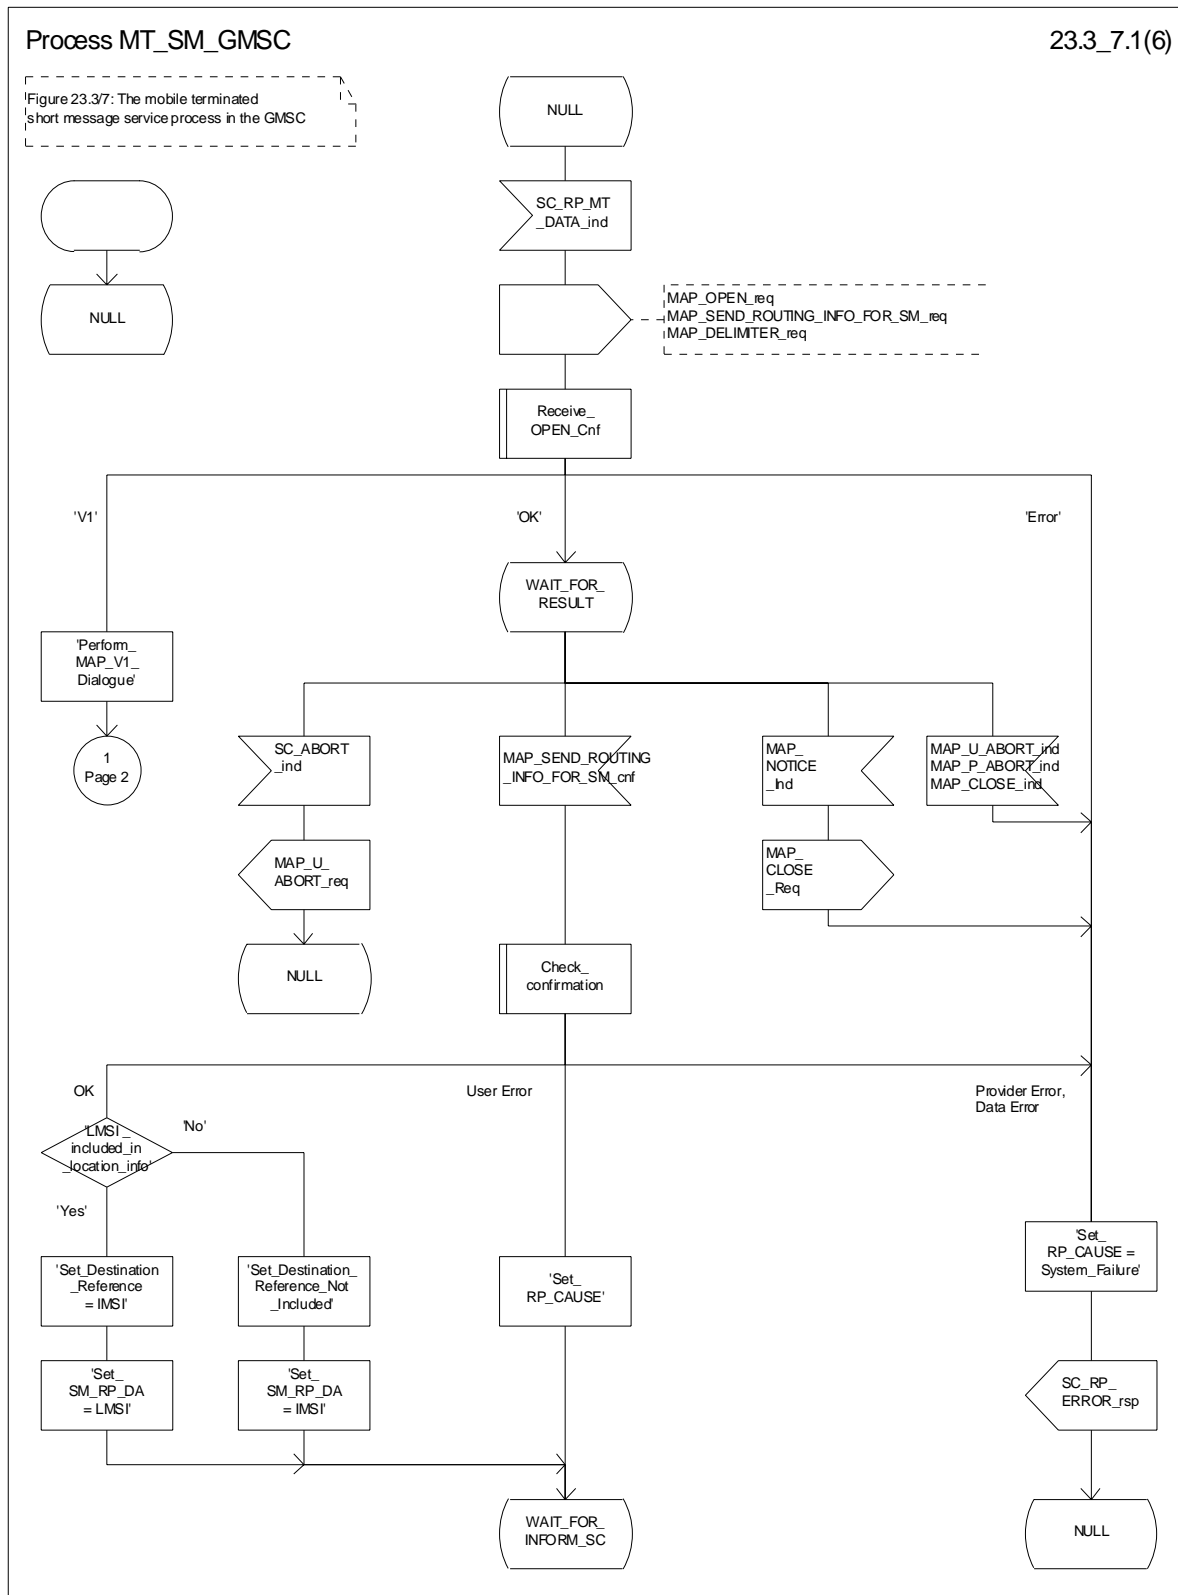 Process MT_SM_GMSC
23.3_7.1(6)
Figure 23.3/7: The mobile terminated
short message service process in the GMSC
NULL
SC_RP_MT
_DATA_ind
NULL
MAP_OPEN_req
MAP_SEND_ROUTING_INFO_FOR_SM_req
MAP_DELIMITER_req
Receive_
OPEN_Cnf
'V1'
'OK'
'Error'
WAIT_FOR_
RESULT
'Perform_
MAP_V1_
Dialogue'
1
Page 2
SC_ABORT
_ind
MAP_SEND_ROUTING
_INFO_FOR_SM_cnf
MAP_
NOTICE
_Ind
MAP_U_ABORT_ind
MAP_P_ABORT_ind
MAP_CLOSE_ind
MAP_U_
ABORT_req
MAP_
CLOSE
_Req
NULL
Check_
confirmation
OK
User Error
Provider Error,
Data Error
'LMSI_
included_in
_location_info'
'No'
'Yes'
'Set_Destination
_Reference
= IMSI'
'Set_Destination_
Reference_Not
_Included'
'Set_
RP_CAUSE'
'Set_
RP_CAUSE =
System_Failure'
'Set_
SM_RP_DA
= LMSI'
'Set_
SM_RP_DA
= IMSI'
SC_RP_
ERROR_rsp
WAIT_FOR_
INFORM_SC
NULL